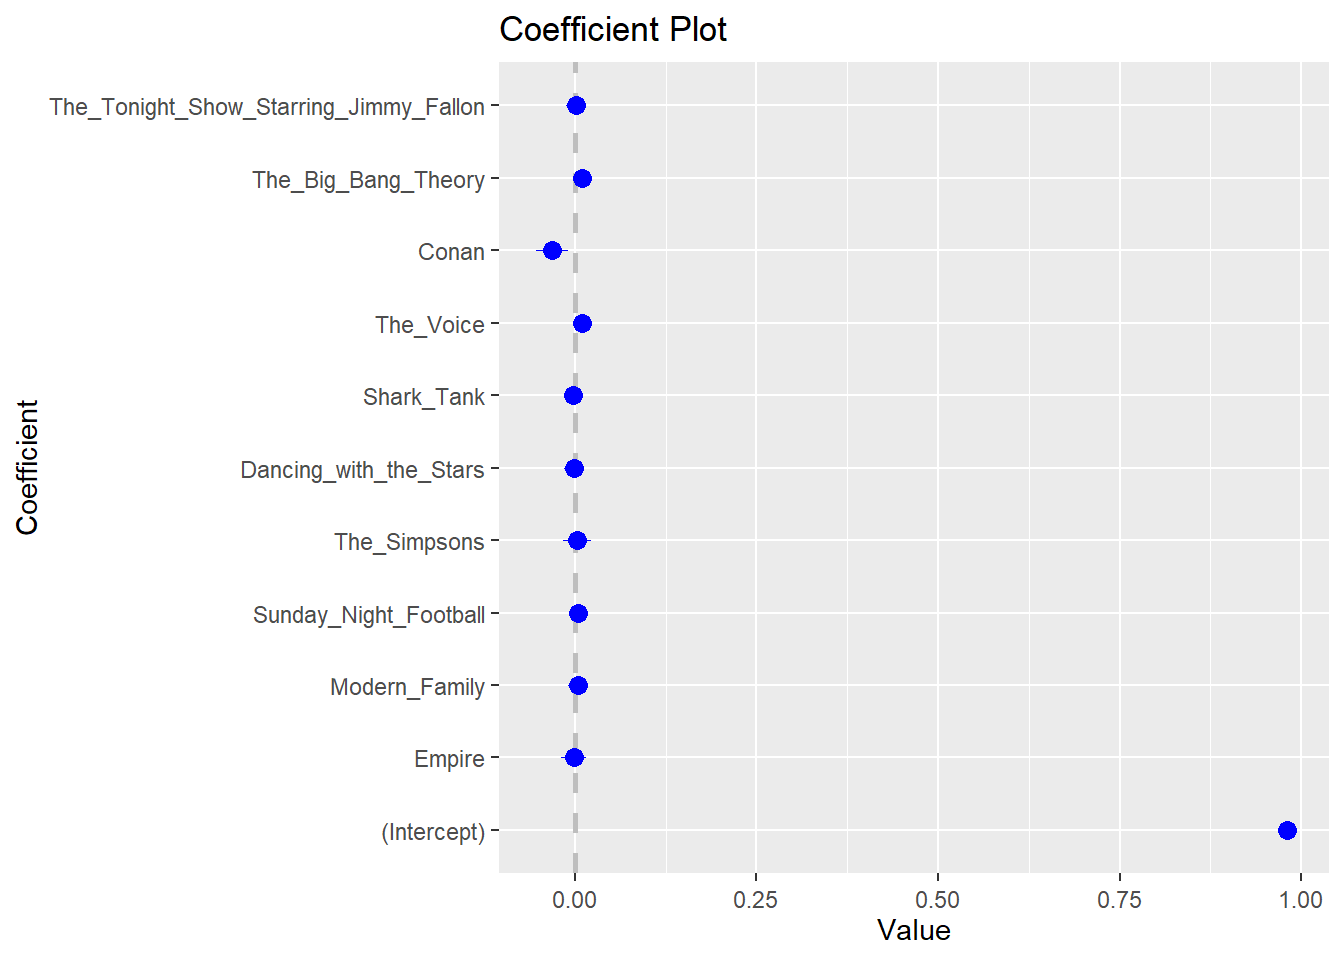 Coefficient Plot
The_Tonight_Show_Starring_Jimmy_Fallon
The_Big_Bang_Theory
Conan
The_Voice
Shark_Tank
Dancing_with_the_Stars
The_Simpsons
Sunday_Night_Football
Modern_Family
Empire
(Intercept)
Coefficient
0.00 0.25 0.50 0.75 1.00
Value